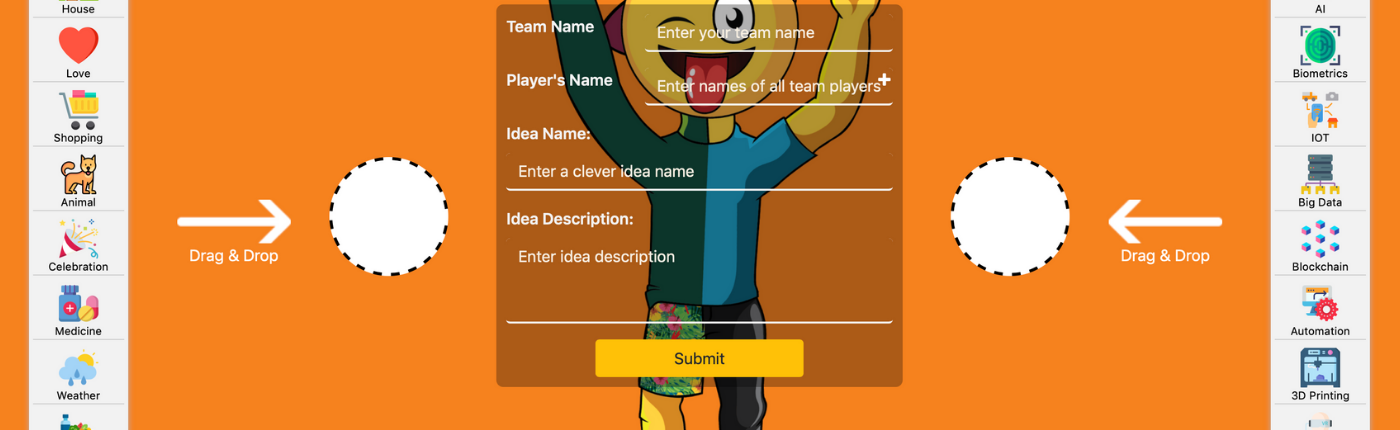 House
Love
Shopping
Animal
Celebration
Medicine
Weather
Drag & Drop
Team Name
Enter your team name
Player's Name
Enter names of all team players
Idea Name:
Enter a clever idea name
Idea Description:
Enter idea description
Submit
Drag & Drop
AI
Biometrics
IOT
Big Data
Blockchain
Automation
3D Printing